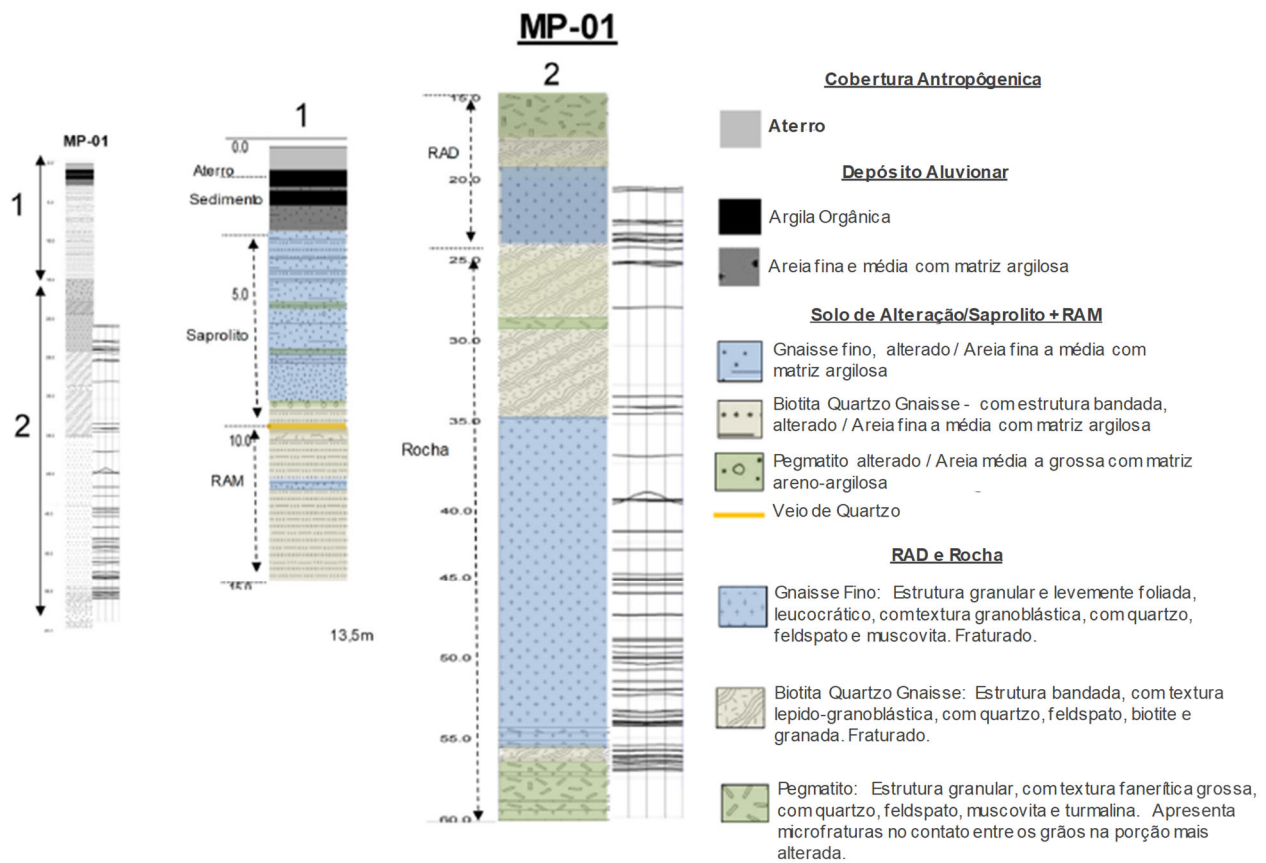 MP-01
MP-01
1
2
1
0.0
Aterro
Sedimento
5.0
Saprolito
10.0
RAM
15.0
13,5m
2
15.0
RAD
20.0
25.0
30.0
35.0
Rocha
40.0
45.0
50.0
55.0
60.0
Cobertura Antropôgenica
Aterro
Depósito Aluvionar
Argila Orgânica
Areia fina e média com matriz argilosa
Solo de Alteração/Saprolito + RAM
Gnaisse fino, alterado / Areia fina a média com
matriz argilosa
Biotita Quartzo Gnaisse - com estrutura bandada,
alterado / Areia fina a média com matriz argilosa
Pegmatito alterado / Areia média a grossa com matriz
areno-argilosa
Veio de Quartzo
RAD e Rocha
Gnaisse Fino: Estrutura granular e levemente foliada,
leucocrático, com textura granoblástica, com quartzo,
feldspato e muscovita. Fraturado.
Biotita Quartzo Gnaisse: Estrutura bandada, com textura
lepido-granoblástica, com quartzo, feldspato, biotite e
granada. Fraturado.
Pegmatito: Estrutura granular, com textura fanerítica grossa,
com quartzo, feldspato, muscovita e turmalina. Apresenta
microfraturas no contato entre os grãos na porção mais
alterada.